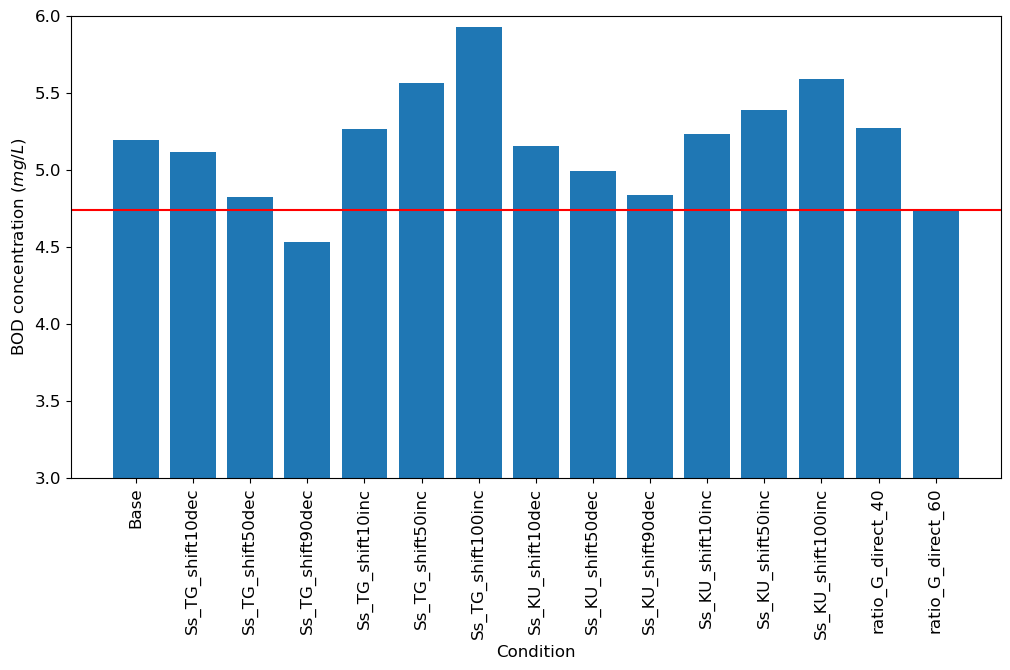 BOD concentration (mg/L)
6.0
5.5
5.0
4.5
4.0
3.5
3.0
Base
Ss_TG_shift10dec
Ss_TG_shift50dec
Ss_TG_shift90dec
Ss_TG_shift10inc
Ss_TG_shift50inc
Ss_TG_shift100inc
Ss_KU_shift10dec
Ss_KU_shift50dec
Ss_KU_shift90dec
Ss_KU_shift10inc
Ss_KU_shift50inc
Ss_KU_shift100inc
ratio_G_direct_40
ratio_G_direct_60
Condition